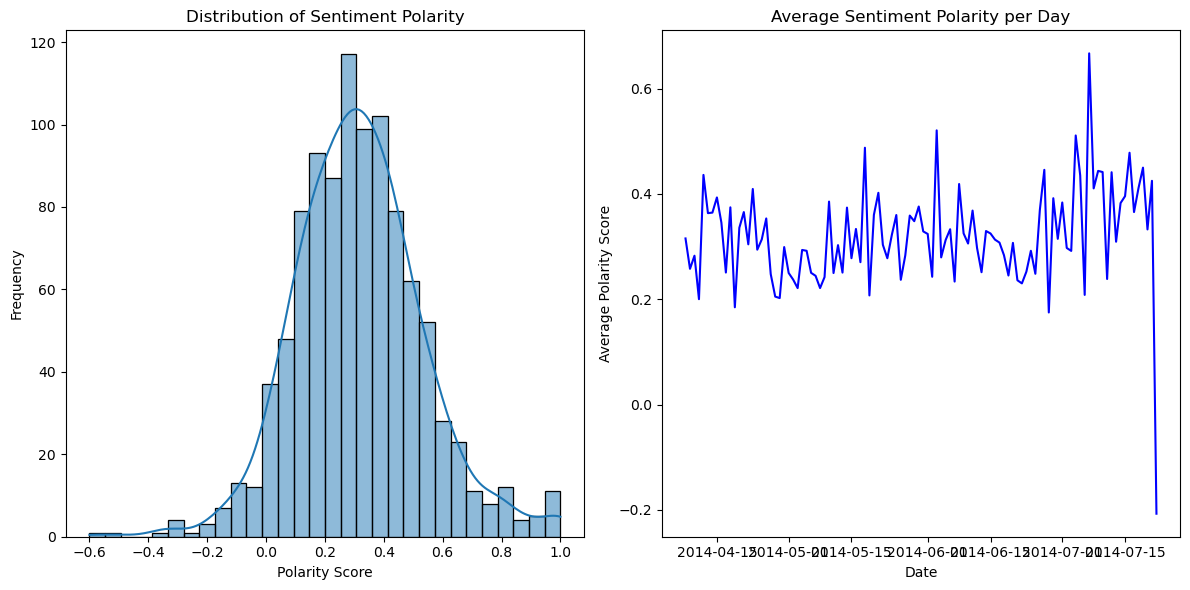 Distribution of Sentiment Polarity
Frequency
120
100
80
60
40
20
0
−0.6 −0.4 −0.2 0.0 0.2 0.4 0.6 0.8 1.0
Polarity Score
Average Sentiment Polarity per Day
Average Polarity Score
0.6
0.4
0.2
0.0
−0.2
2014-04-15 2014-05-01 2014-05-15 2014-06-01 2014-06-15 2014-07-01 2014-07-15
Date